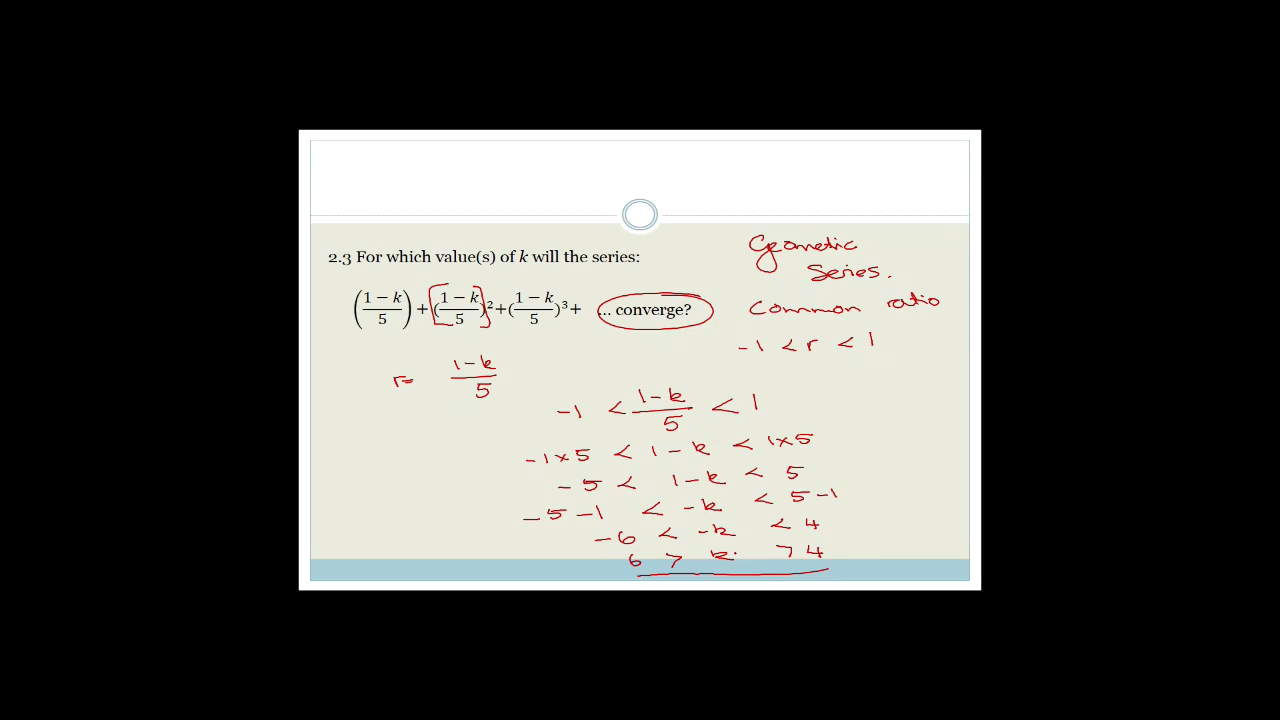 2.3 For which value(s) of k will the series:
(1 − k / 5) + (1 − k / 5)² + (1 − k / 5)³ + ... converge?
Geometic
Series.
Common ratio
-1 < r < 1
r= 1-k / 5
-1 < 1-k / 5 < 1
-1×5 < 1-k < 1×5
-5 < 1-k < 5
-5-1 < -k < 5-1
-6 < -k < 4
6 > k > 4